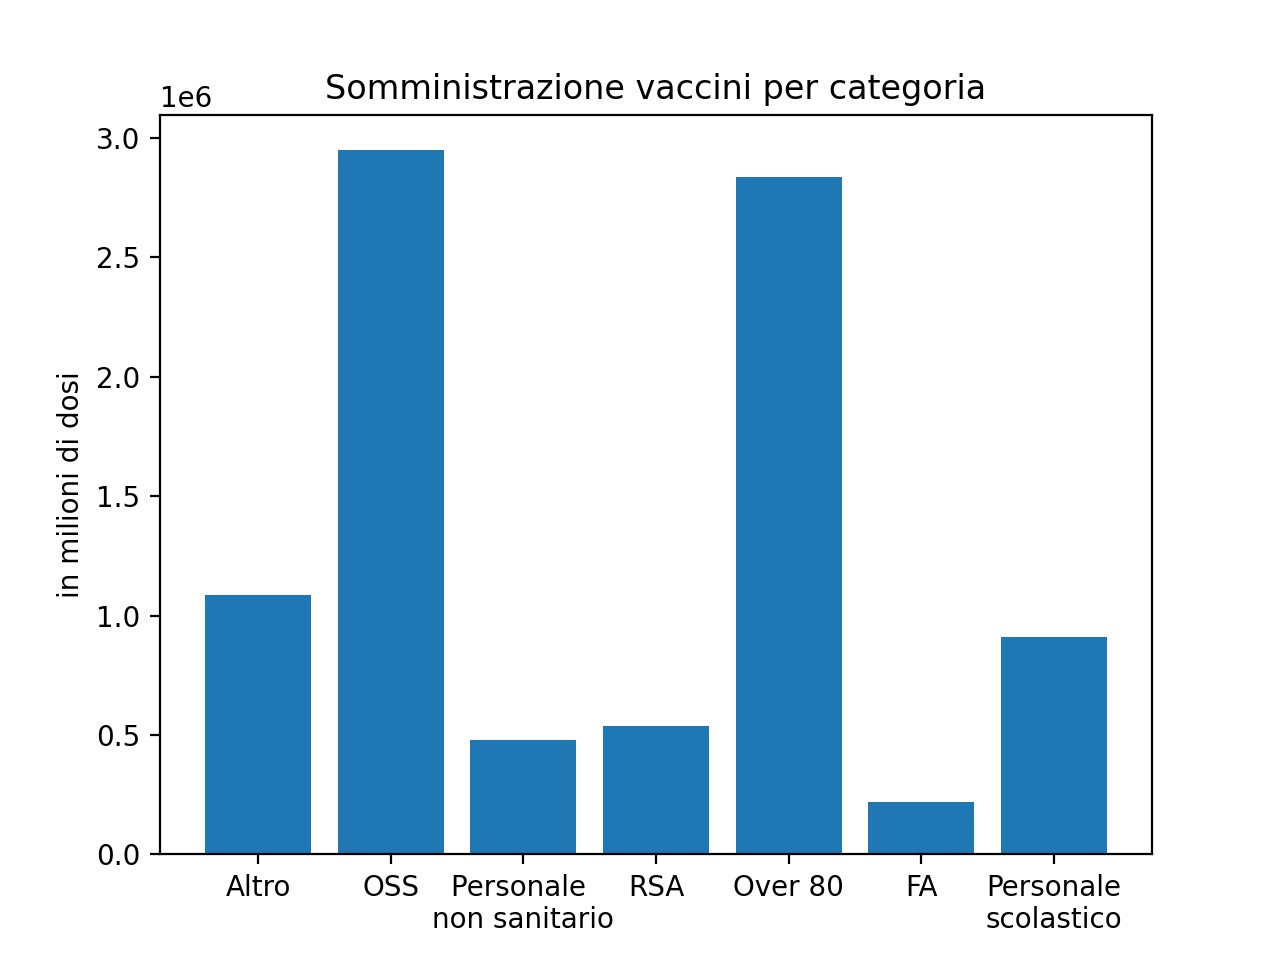 Somministrazione vaccini per categoria
1e6
3.0
2.5
2.0
1.5
1.0
0.5
0.0
in milioni di dosi
Altro
OSS
Personale
non sanitario
RSA
Over 80
FA
Personale
scolastico